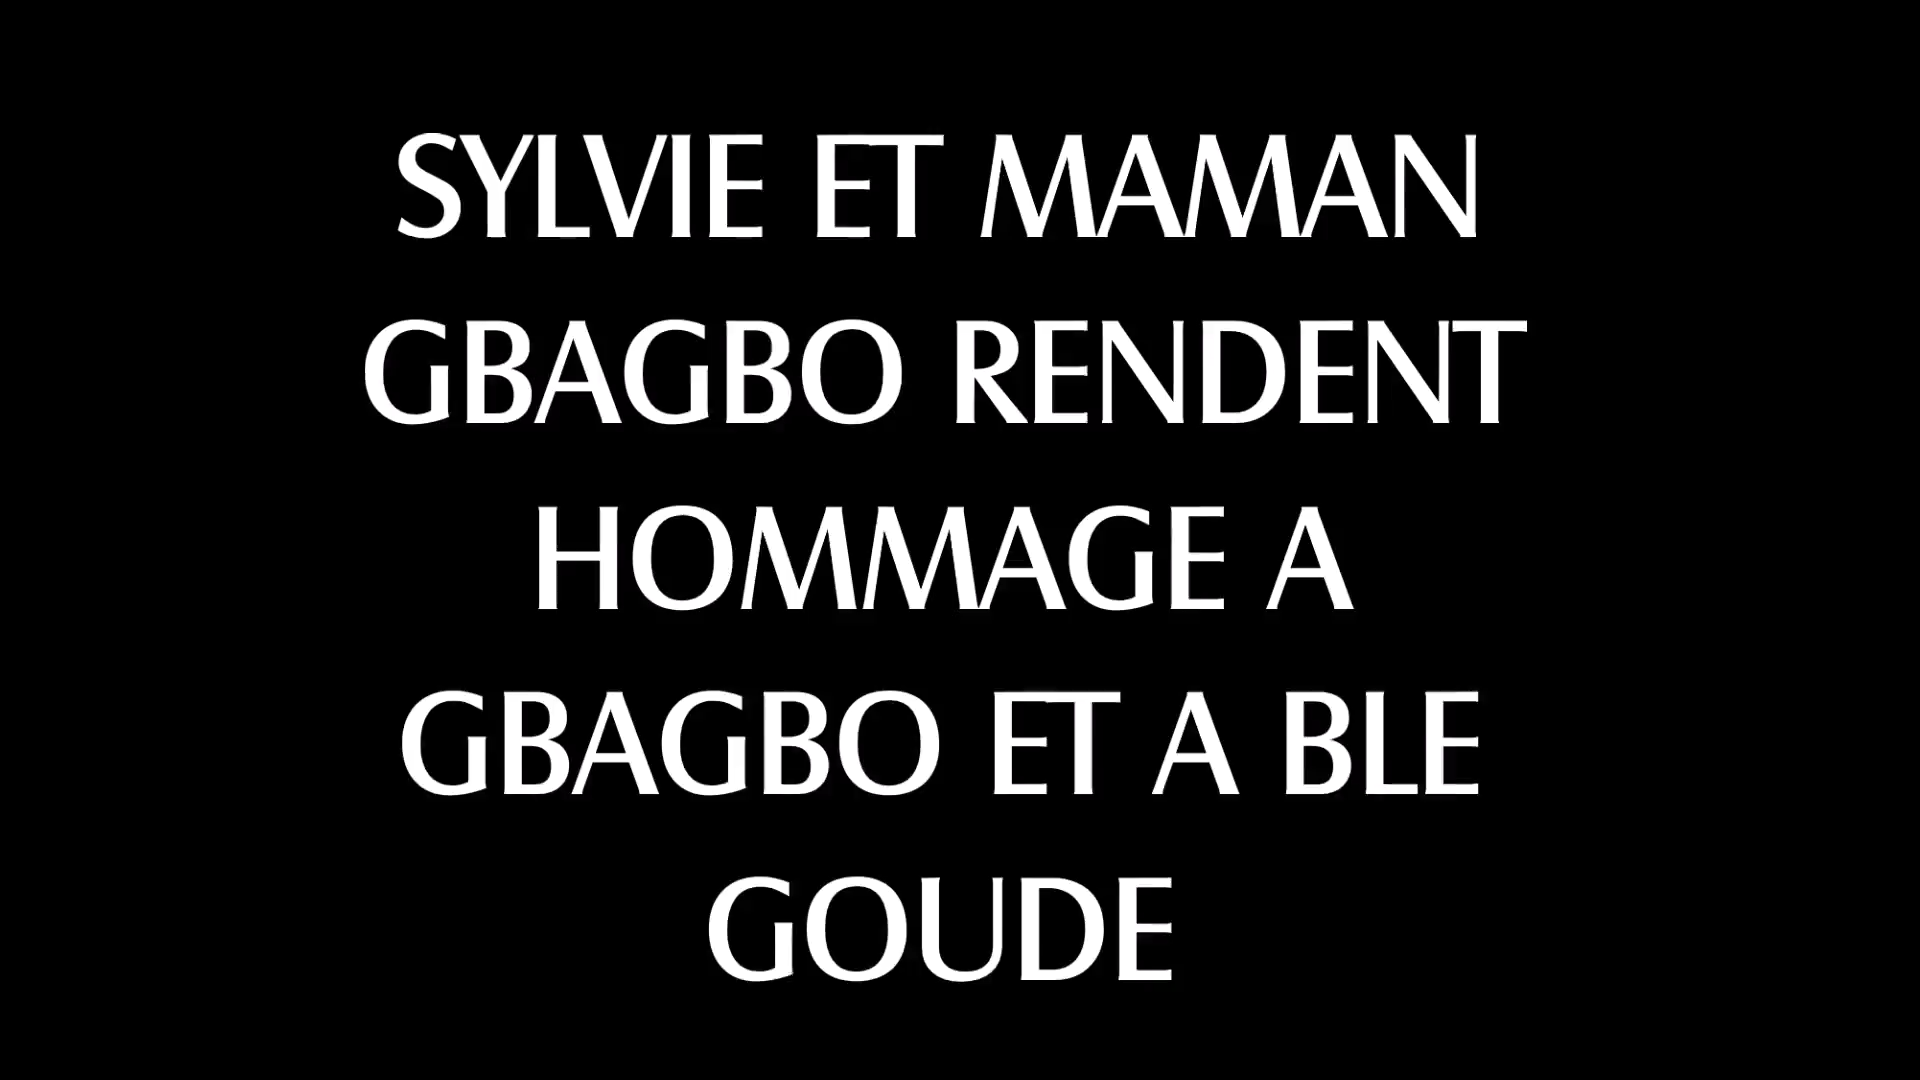 SYLVIE ET MAMAN
GBAGBO RENDENT
HOMMAGE A
GBAGBO ET A BLE
GOUDE